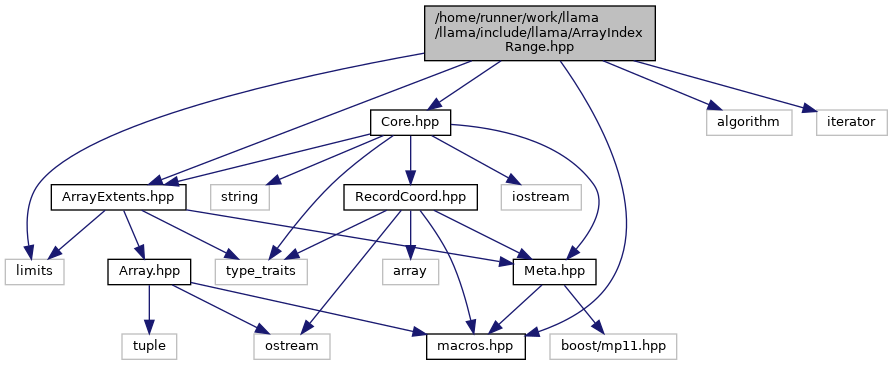 /home/runner/work/llama
/llama/include/llama/ArrayIndex
Range.hpp
Core.hpp
algorithm
iterator
ArrayExtents.hpp
string
RecordCoord.hpp
iostream
limits
Array.hpp
type_traits
array
Meta.hpp
tuple
ostream
macros.hpp
boost/mp11.hpp